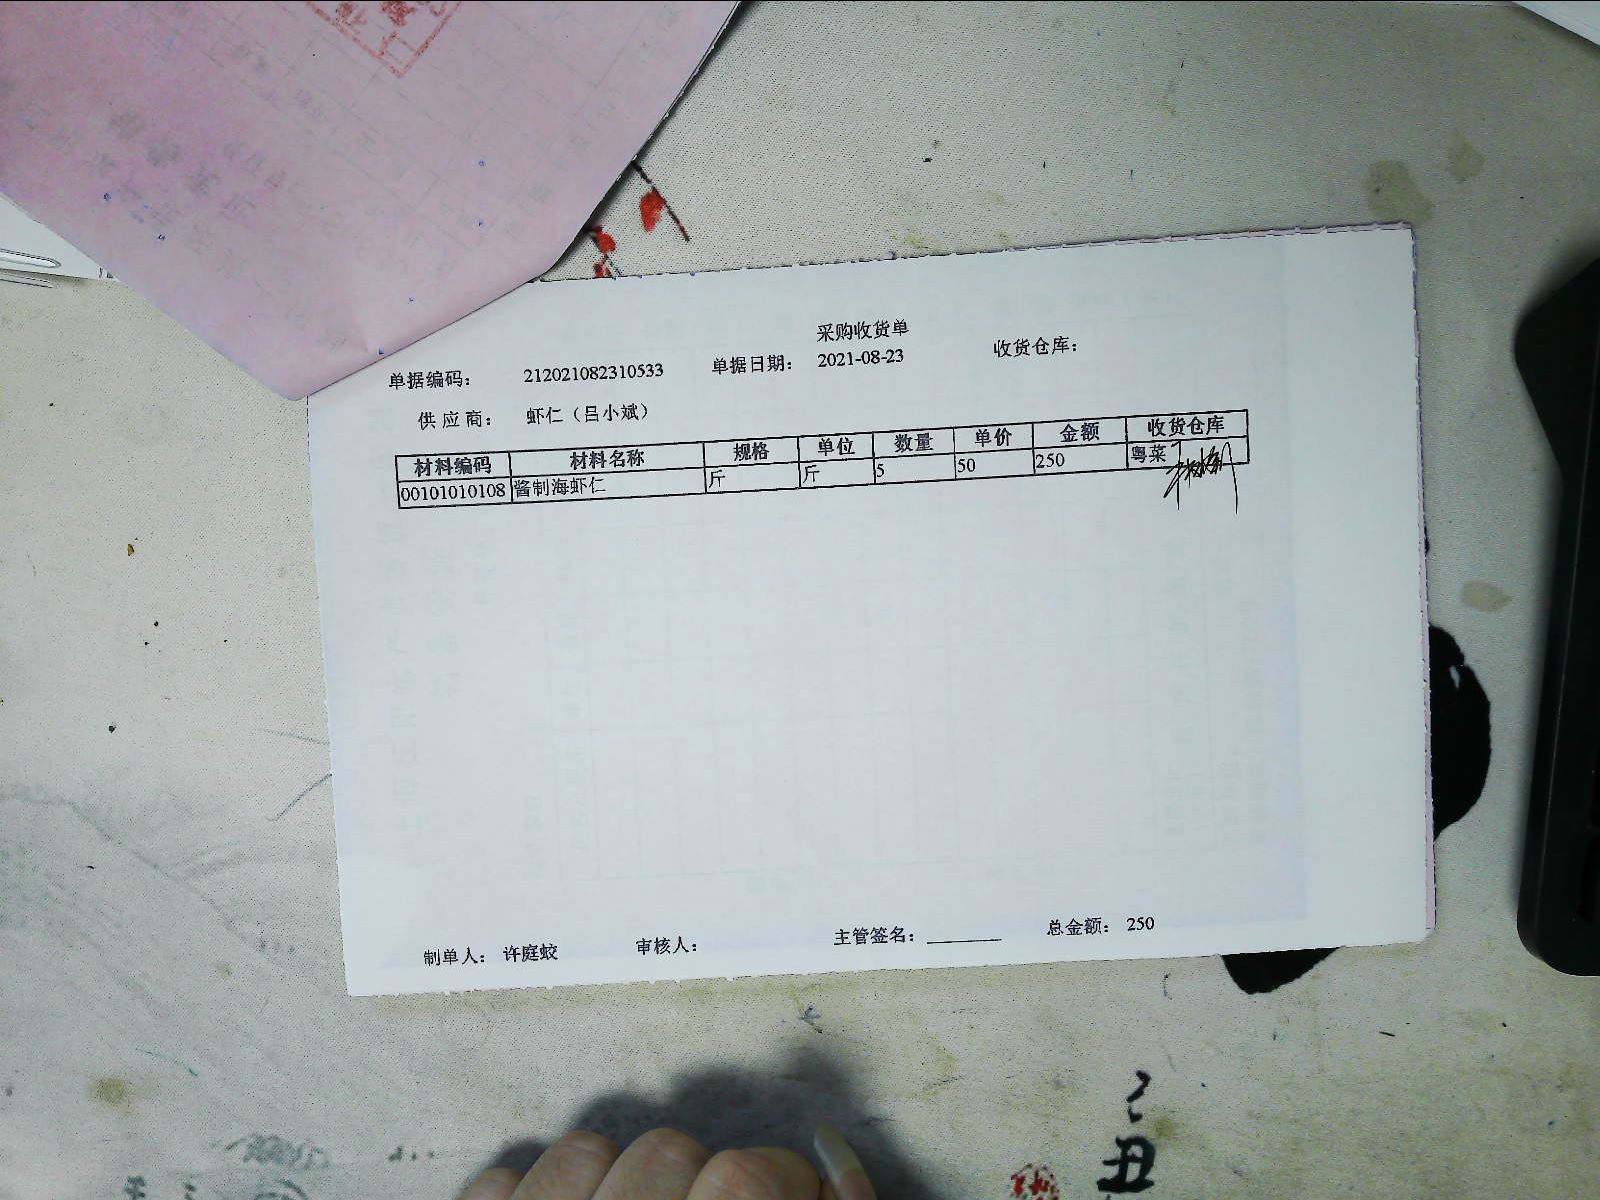 采购收货单
单据编码： 212021082310533 单据日期： 2021-08-23 收货仓库：
供应商： 虾仁（吕小斌）
材料编码 材料名称 规格 单位 数量 单价 金额 收货仓库
00101010108 酱制海虾仁 斤 斤 5 50 250 粤菜
制单人： 许庭蛟 审核人： 主管签名：________ 总金额： 250
丑